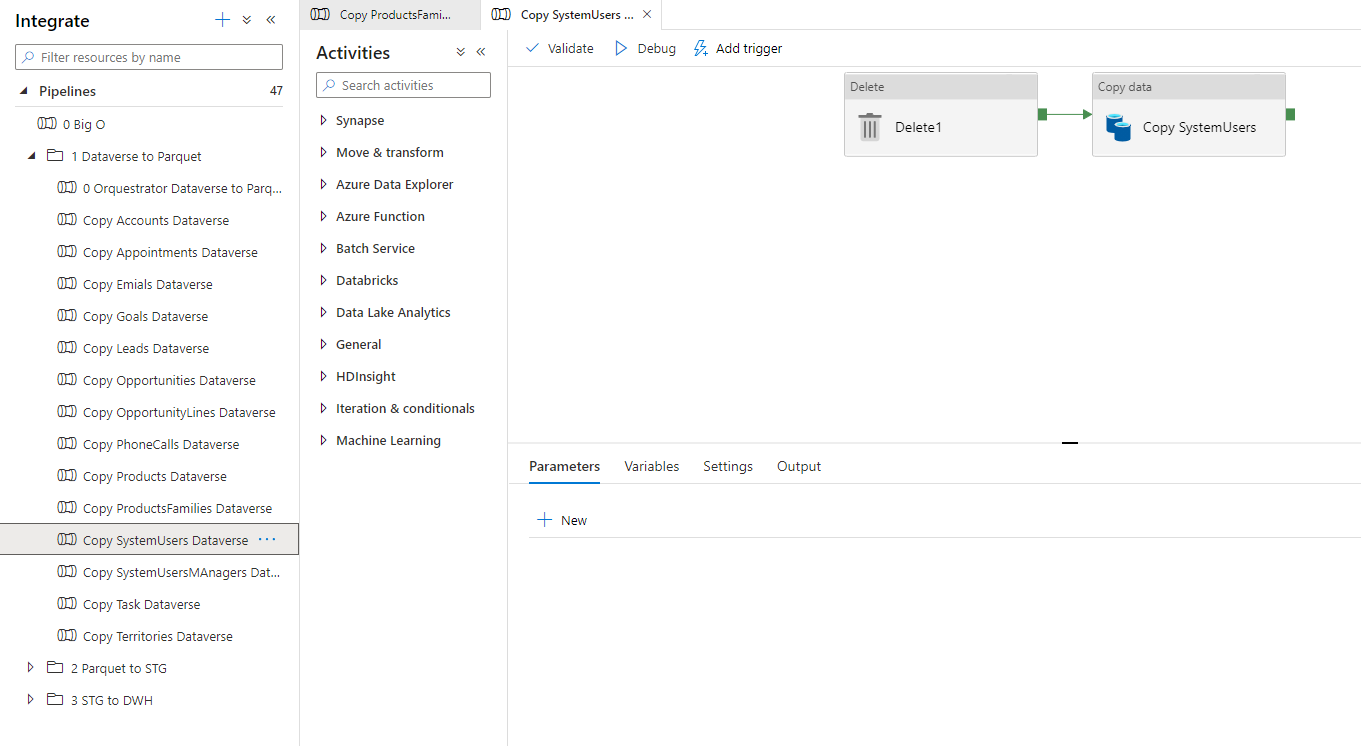 Integrate
Filter resources by name
Pipelines 47
0 Big O
1 Dataverse to Parquet
0 Orquestrator Dataverse to Parq...
Copy Accounts Dataverse
Copy Appointments Dataverse
Copy Emials Dataverse
Copy Goals Dataverse
Copy Leads Dataverse
Copy Opportunities Dataverse
Copy OpportunityLines Dataverse
Copy PhoneCalls Dataverse
Copy Products Dataverse
Copy ProductsFamilies Dataverse
Copy SystemUsers Dataverse ...
Copy SystemUsersMAnagers Dat...
Copy Task Dataverse
Copy Territories Dataverse
2 Parquet to STG
3 STG to DWH
Copy ProductsFami...
Copy SystemUsers ...
Activities
Search activities
Synapse
Move & transform
Azure Data Explorer
Azure Function
Batch Service
Databricks
Data Lake Analytics
General
HDInsight
Iteration & conditionals
Machine Learning
Validate Debug Add trigger
Delete
Delete1
Copy data
Copy SystemUsers
Parameters Variables Settings Output
New